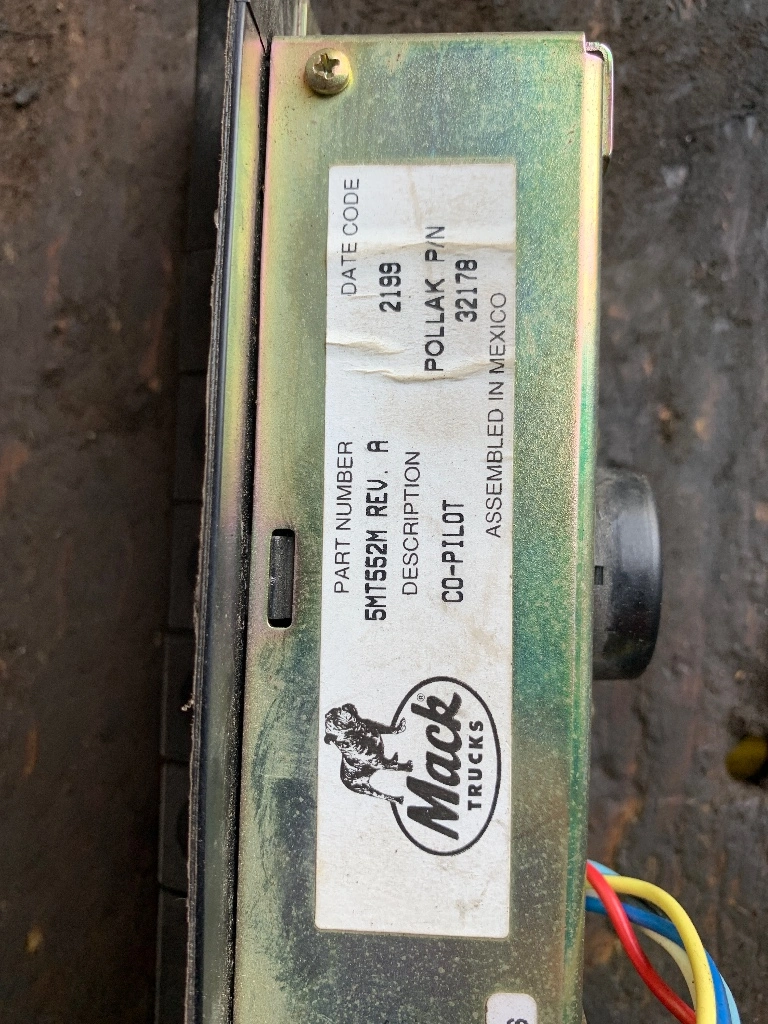 Mack®
TRUCKS
PART NUMBER
5MT552M REV. A
DESCRIPTION
CO-PILOT
DATE CODE
2199
POLLAK P/N
32178
ASSEMBLED IN MEXICO
S